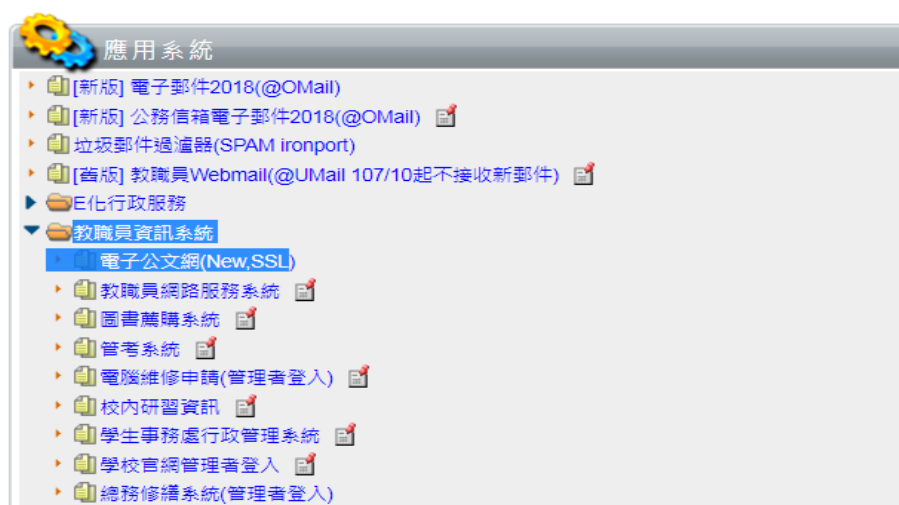 應用系統
[新版] 電子郵件2018(@OMail)
[新版] 公務信箱電子郵件2018(@OMail)
垃圾郵件過濾器(SPAM ironport)
[舊版] 教職員Webmail(@UMail 107/10起不接收新郵件)
E化行政服務
教職員資訊系統
電子公文網(New,SSL)
教職員網路服務系統
圖書薦購系統
管考系統
電腦維修申請(管理者登入)
校內研習資訊
學生事務處行政管理系統
學校官網管理者登入
總務修繕系統(管理者登入)